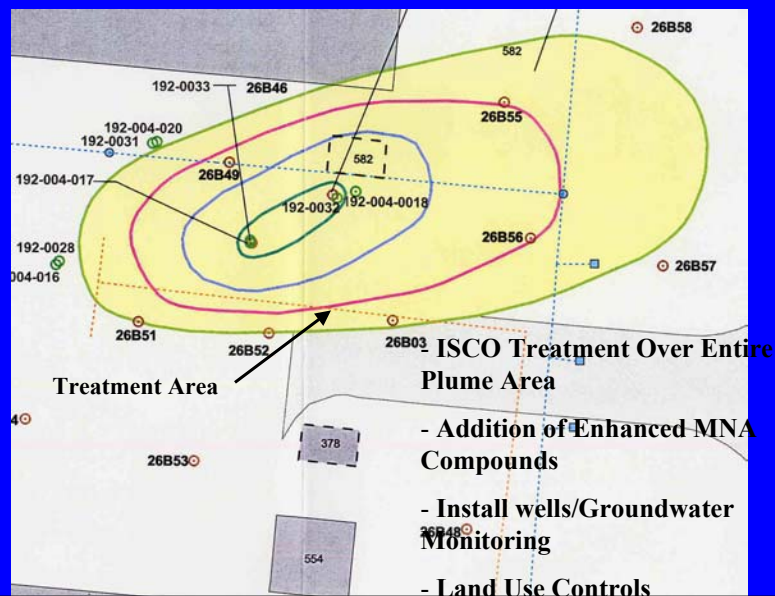 26B58
582
192-0033
26B46
26B55
192-004-020
192-0031
582
26B49
192-004-017
192-0032
192-004-0018
26B56
192-0028
004-016
26B57
26B51
26B03
26B52
- ISCO Treatment Over Entire
Plume Area
Treatment Area
- Addition of Enhanced MNA
Compounds
4
378
26B53
- Install wells/Groundwater
Monitoring
26B48
554
- Land Use Controls